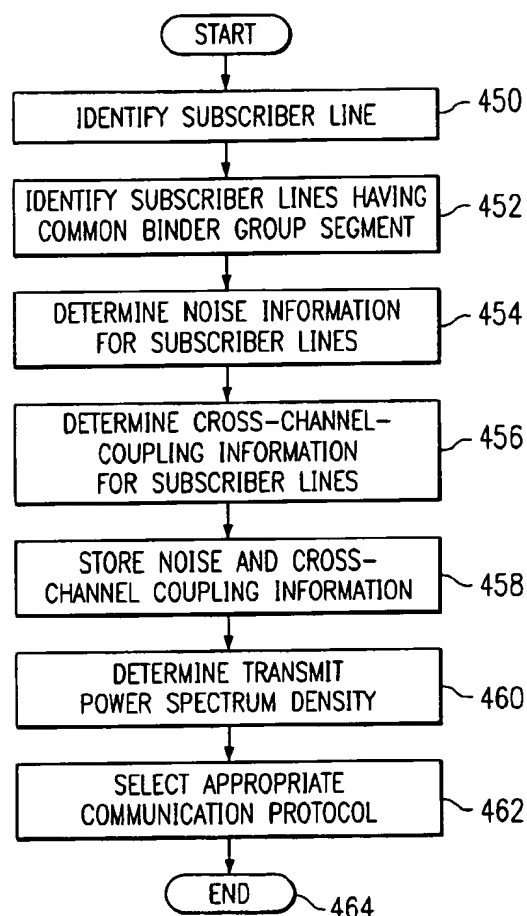 START
IDENTIFY SUBSCRIBER LINE
450
IDENTIFY SUBSCRIBER LINES HAVING
COMMON BINDER GROUP SEGMENT
452
DETERMINE NOISE INFORMATION
FOR SUBSCRIBER LINES
454
DETERMINE CROSS-CHANNEL-
COUPLING INFORMATION
FOR SUBSCRIBER LINES
456
STORE NOISE AND CROSS-
CHANNEL COUPLING INFORMATION
458
DETERMINE TRANSMIT
POWER SPECTRUM DENSITY
460
SELECT APPROPRIATE
COMMUNICATION PROTOCOL
462
END
464